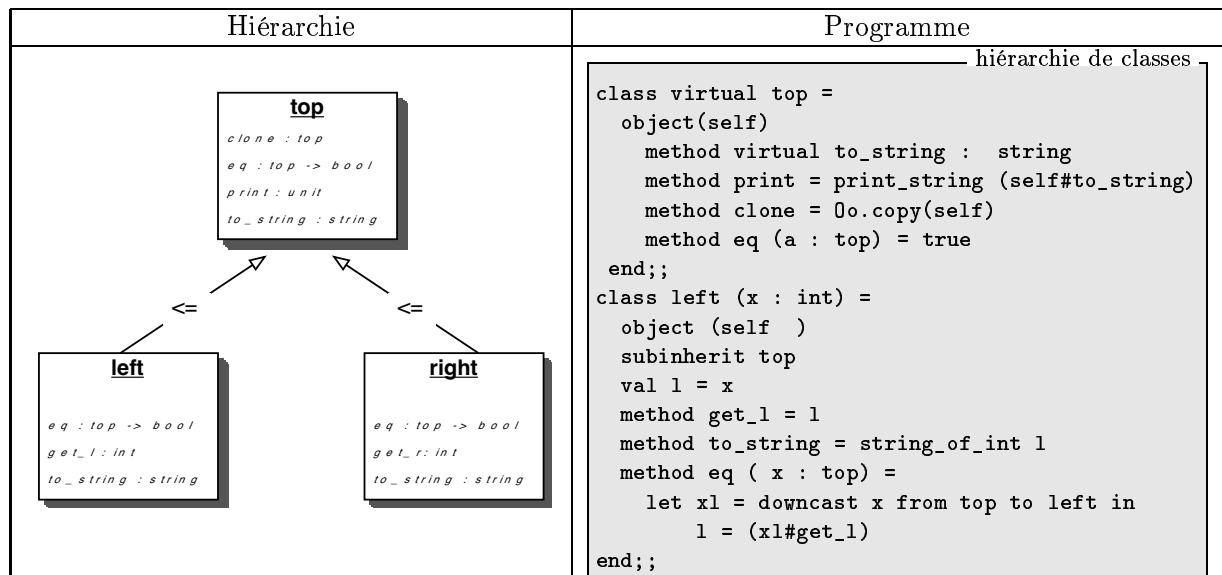 Hiérarchie
Programme
top
clone : top
eq : top -> bool
print : unit
to_string : string
<=
<=
left
eq : top -> bool
get_l : int
to_string : string
right
eq : top -> bool
get_r : int
to_string : string
hiérarchie de classes
class virtual top =
object(self)
method virtual to_string : string
method print = print_string (self#to_string)
method clone = Oo.copy(self)
method eq (a : top) = true
end;;
class left (x : int) =
object (self )
subinherit top
val l = x
method get_l = l
method to_string = string_of_int l
method eq ( x : top) =
let xl = downcast x from top to left in
l = (xl#get_l)
end;;